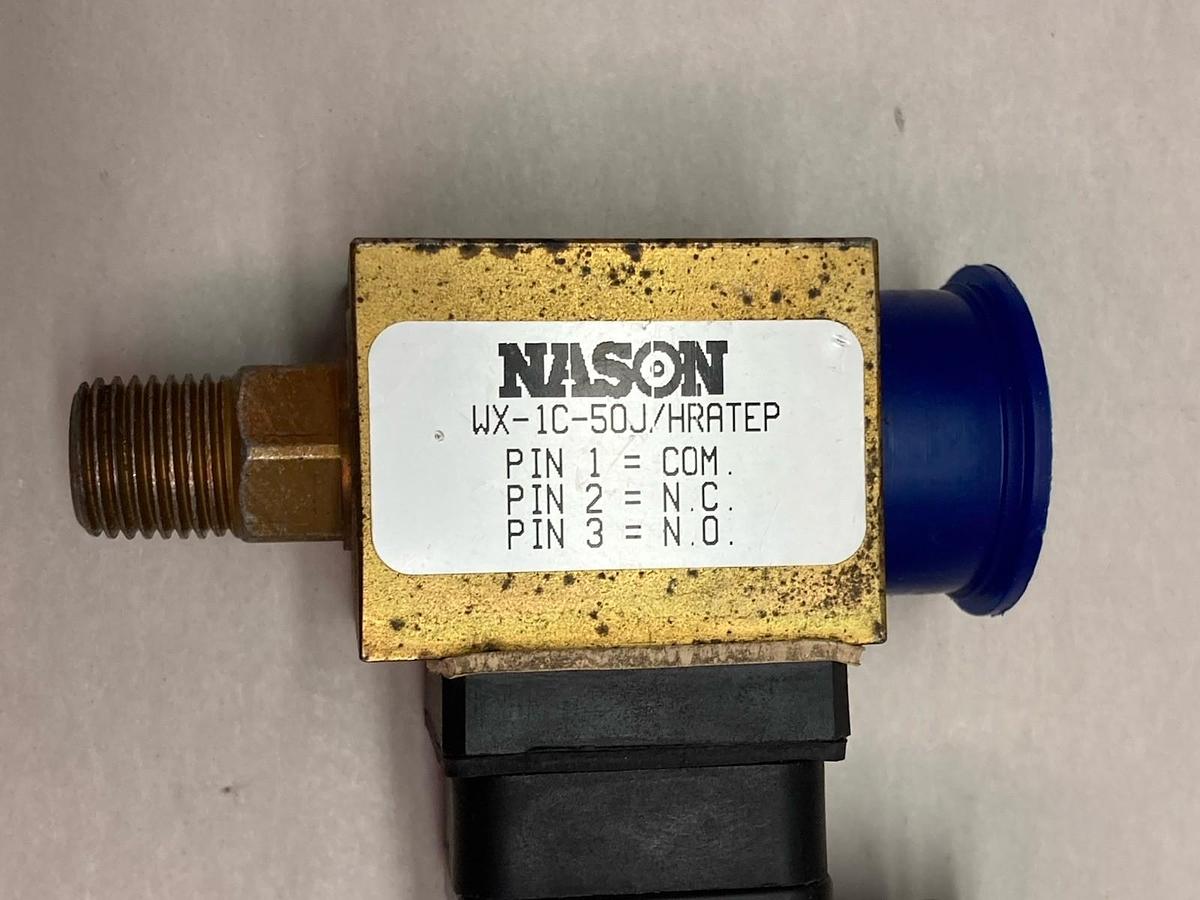 NASON
WX-1C-50J/HRATEP
PIN 1 = COM.
PIN 2 = N.C.
PIN 3 = N.O.